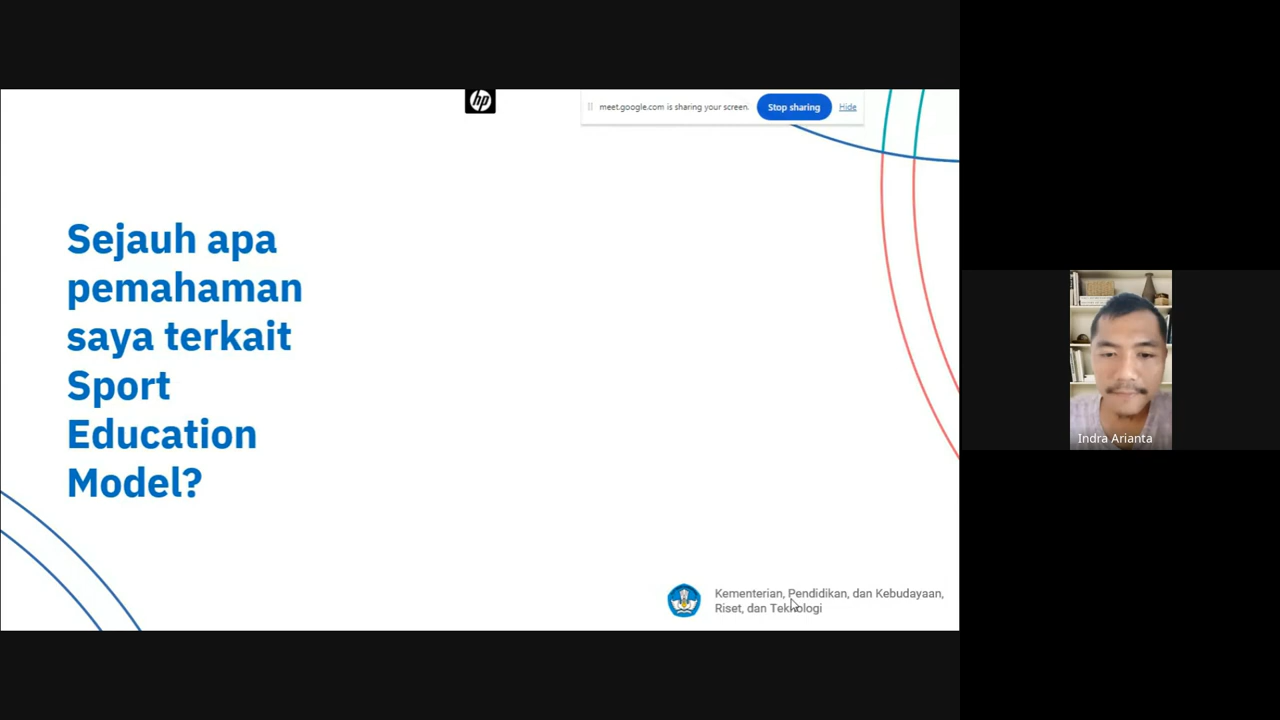 hp
meet.google.com is sharing your screen.
Stop sharing
Hide
Sejauh apa
pemahaman
saya terkait
Sport
Education
Model?
Indra Arianta
Kementerian, Pendidikan, dan Kebudayaan,
Riset, dan Teknologi